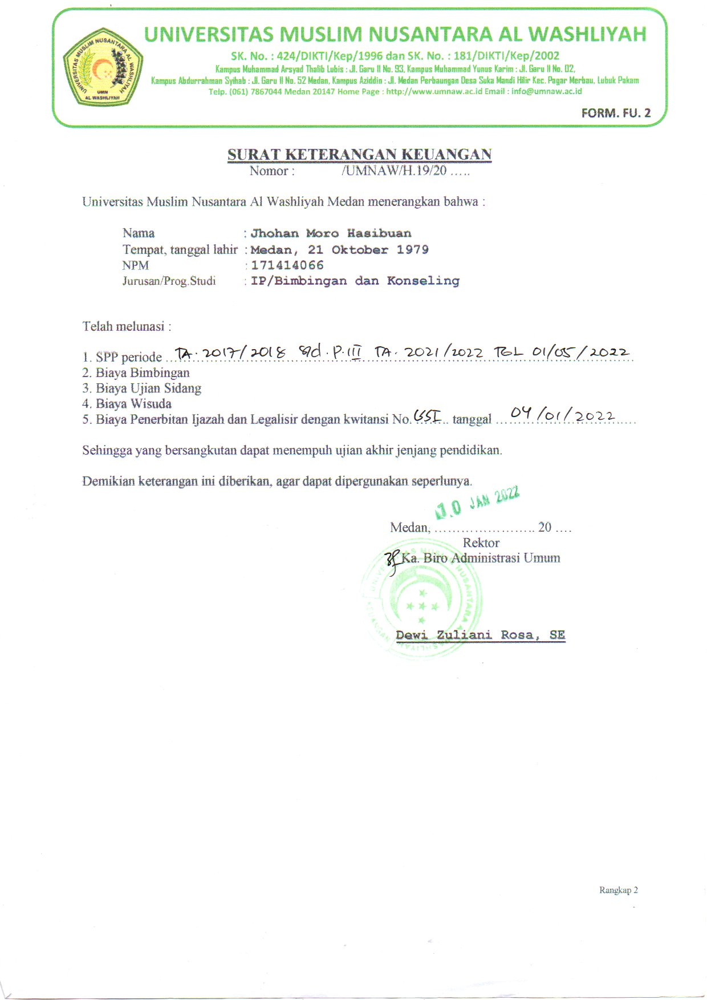 UNIVERSITAS MUSLIM NUSANTARA AL WASHLIYAH
SK. No. : 424/DIKTI/Kep/1996 dan SK. No. : 181/DIKTI/Kep/2002
Kampus Muhammad Arsyad Thalib Lubis : Jl. Garu II No. 93, Kampus Muhammad Yunus Karim : Jl. Garu II No. 02,
Kampus Abdurrahman Syihab : Jl. Garu II No. 52 Medan, Kampus Aziddin : Jl. Medan Perbaungan Desa Suka Mandi Hilir Kec. Pagar Merbau, Lubuk Pakam
Telp. (061) 7867044 Medan 20147 Home Page : http://www.umnaw.ac.id Email : info@umnaw.ac.id
UNIVERSITAS MUSLIM NUSANTARA AL WASHLIYAH
UMN
AL WASHLIYAH
FORM. FU. 2
SURAT KETERANGAN KEUANGAN
Nomor : /UMNAW/H.19/20 .....
Universitas Muslim Nusantara Al Washliyah Medan menerangkan bahwa :
Nama : Jhohan Moro Hasibuan
Tempat, tanggal lahir : Medan, 21 Oktober 1979
NPM : 171414066
Jurusan/Prog.Studi : IP/Bimbingan dan Konseling
Telah melunasi :
1. SPP periode ... TA. 2017/2018 s/d . P. III TA. 2021/2022 TGL 01/05/2022
2. Biaya Bimbingan
3. Biaya Ujian Sidang
4. Biaya Wisuda
5. Biaya Penerbitan Ijazah dan Legalisir dengan kwitansi No. ........ tanggal ... 04/01/2022 .....
Sehingga yang bersangkutan dapat menempuh ujian akhir jenjang pendidikan.
Demikian keterangan ini diberikan, agar dapat dipergunakan seperlunya.
10 JAN 2022
Medan, ....................... 20 ....
Rektor
Ka. Biro Administrasi Umum
Dewi Zuliani Rosa, SE
Rangkap 2